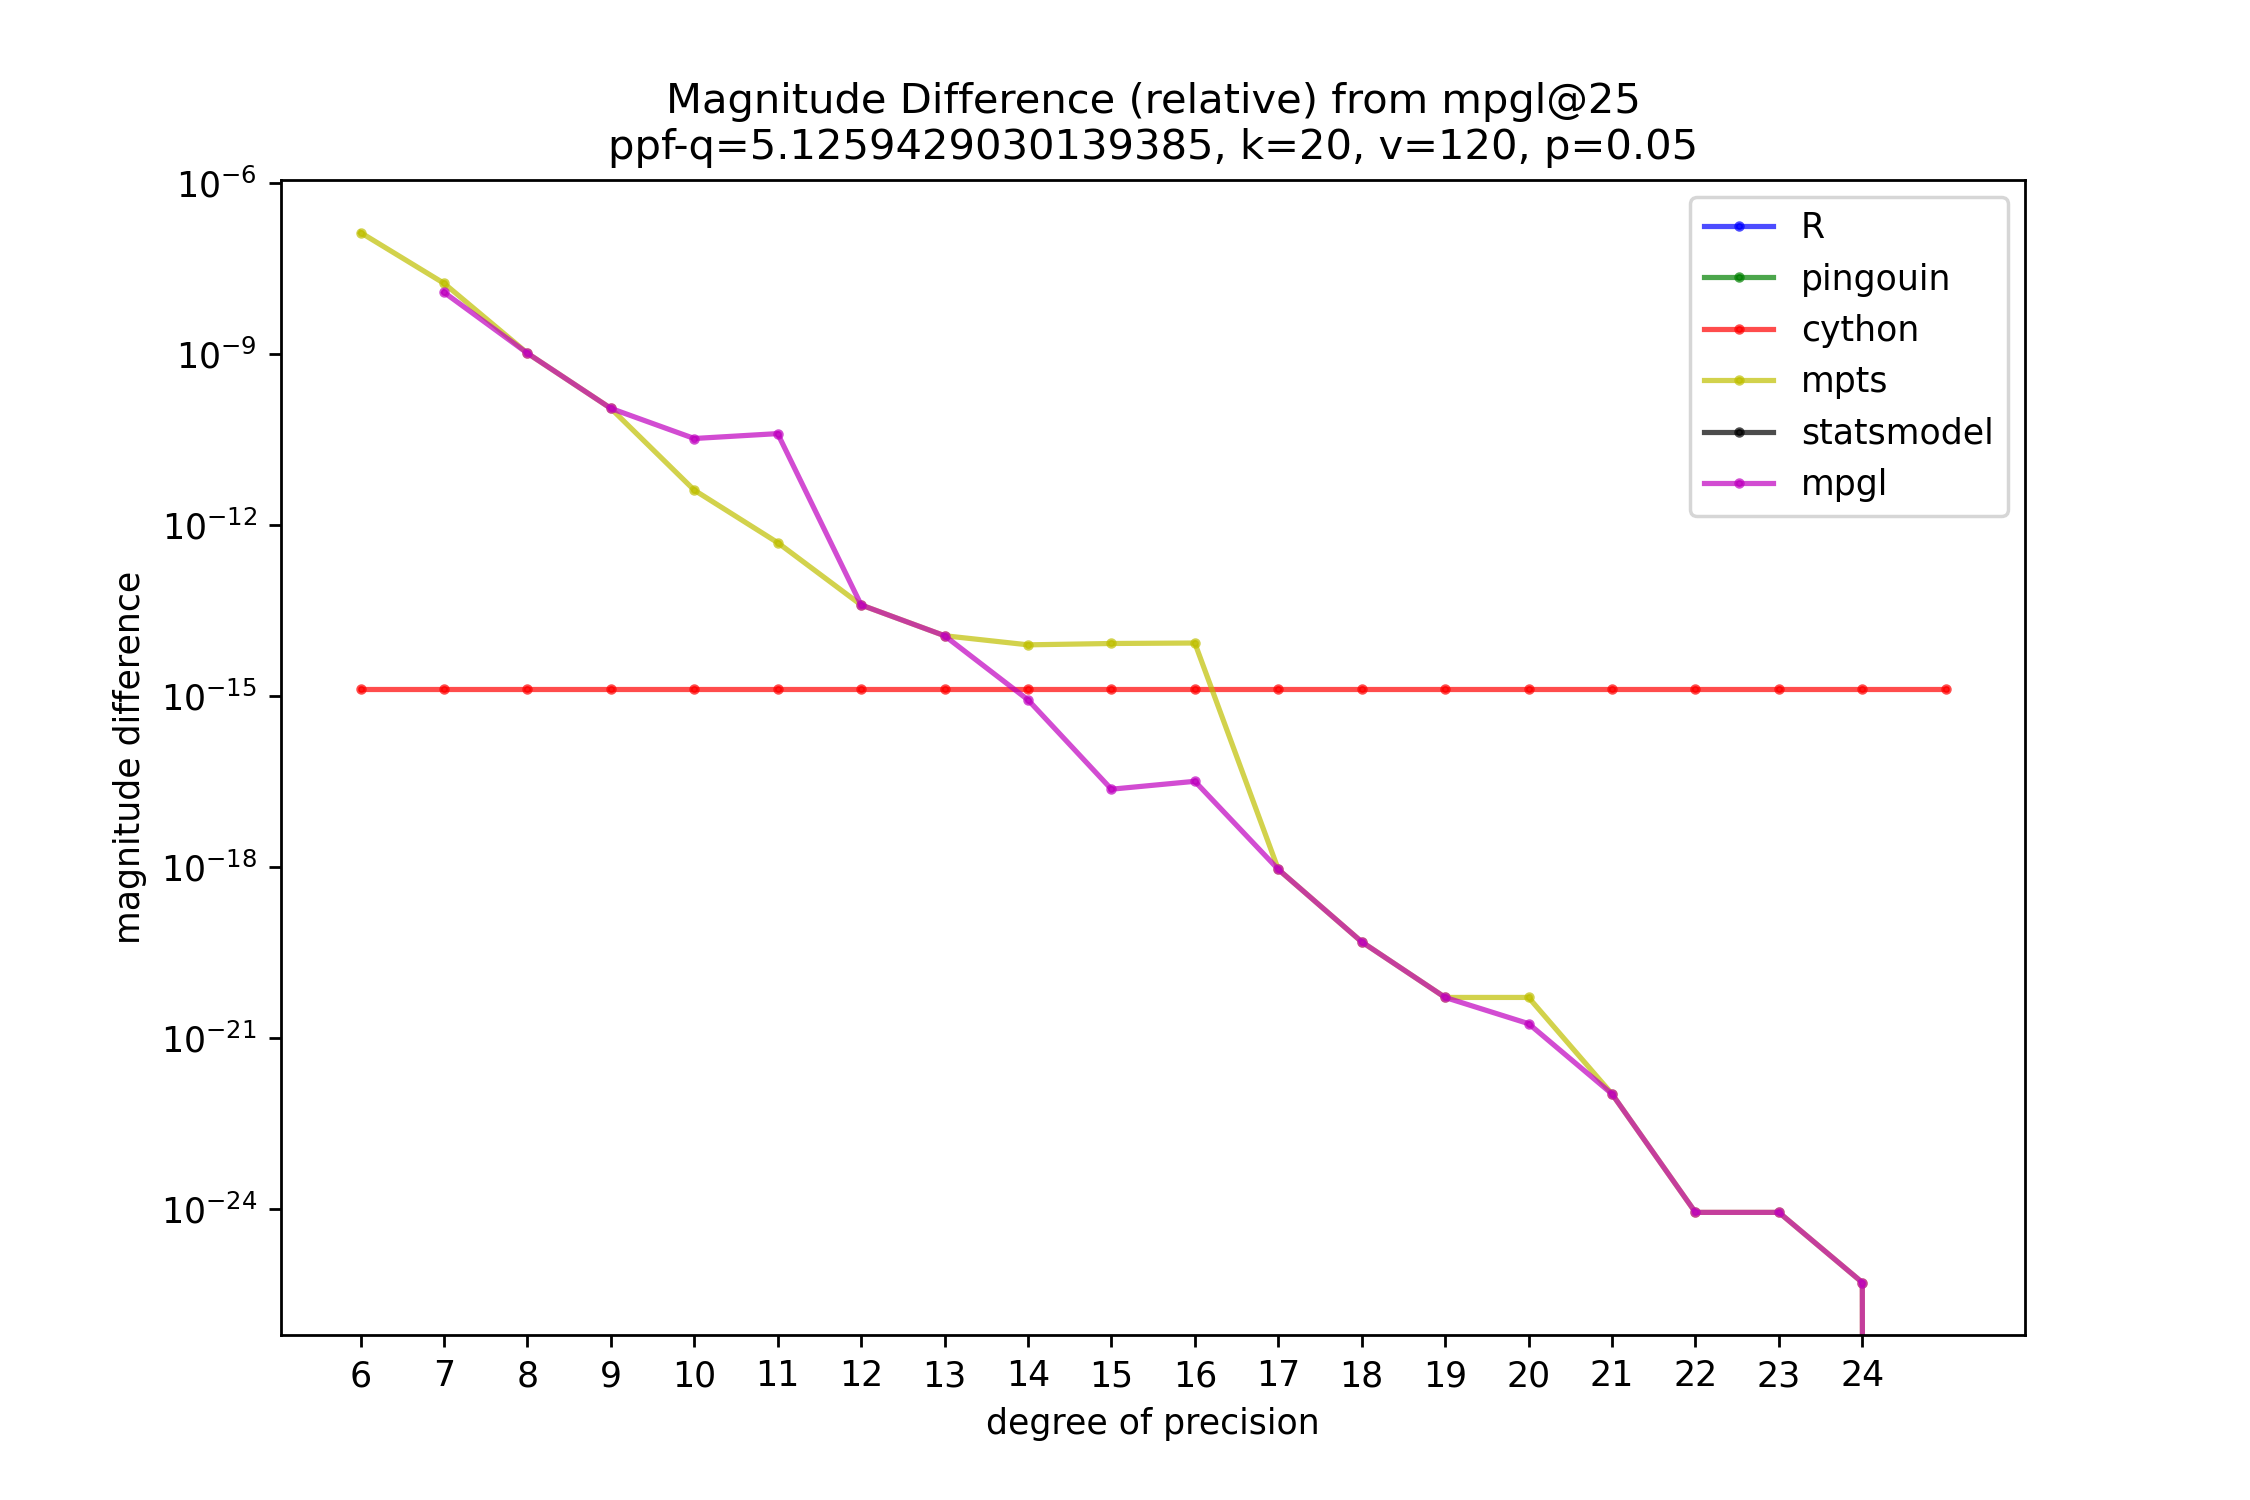 Magnitude Difference (relative) from mpgl@25
ppf-q=5.1259429030139385, k=20, v=120, p=0.05
10⁻⁶
10⁻⁹
10⁻¹²
10⁻¹⁵
10⁻¹⁸
10⁻²¹
10⁻²⁴
magnitude difference
R
pingouin
cython
mpts
statsmodel
mpgl
6 7 8 9 10 11 12 13 14 15 16 17 18 19 20 21 22 23 24
degree of precision